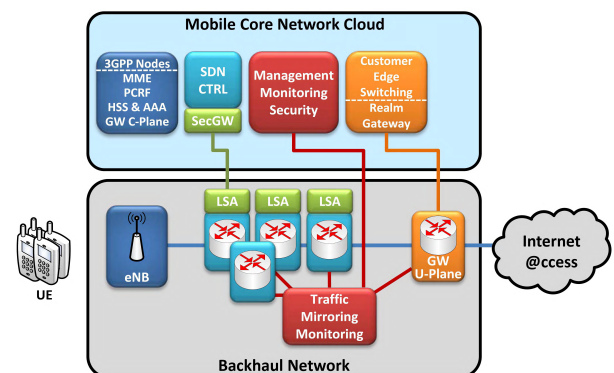 Mobile Core Network Cloud
3GPP Nodes
MME
PCRF
HSS & AAA
GW C-Plane
SDN
CTRL
SecGW
Management
Monitoring
Security
Customer
Edge
Switching
Realm
Gateway
LSA
LSA
LSA
UE
eNB
GW
U-Plane
Internet
@ccess
Traffic
Mirroring
Monitoring
Backhaul Network